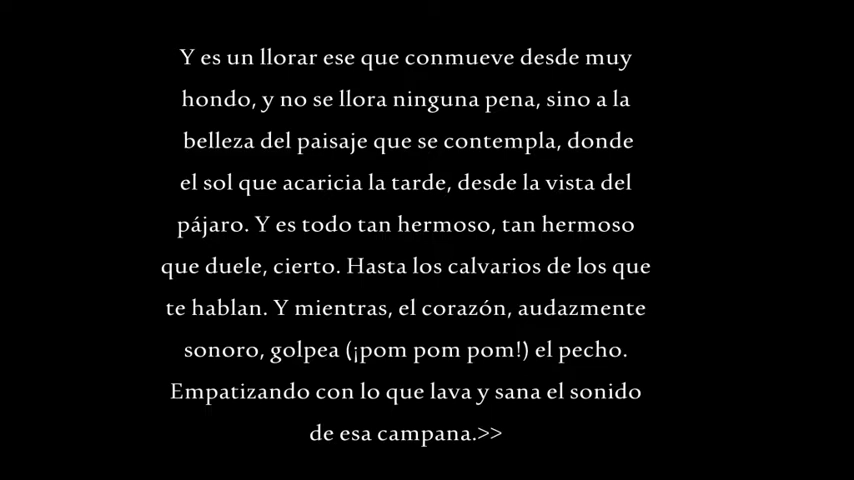 Y es un llorar ese que conmueve desde muy
hondo, y no se llora ninguna pena, sino a la
belleza del paisaje que se contempla, donde
el sol que acaricia la tarde, desde la vista del
pájaro. Y es todo tan hermoso, tan hermoso
que duele, cierto. Hasta los calvarios de los que
te hablan. Y mientras, el corazón, audazmente
sonoro, golpea (¡pom pom pom!) el pecho.
Empatizando con lo que lava y sana el sonido
de esa campana.>>